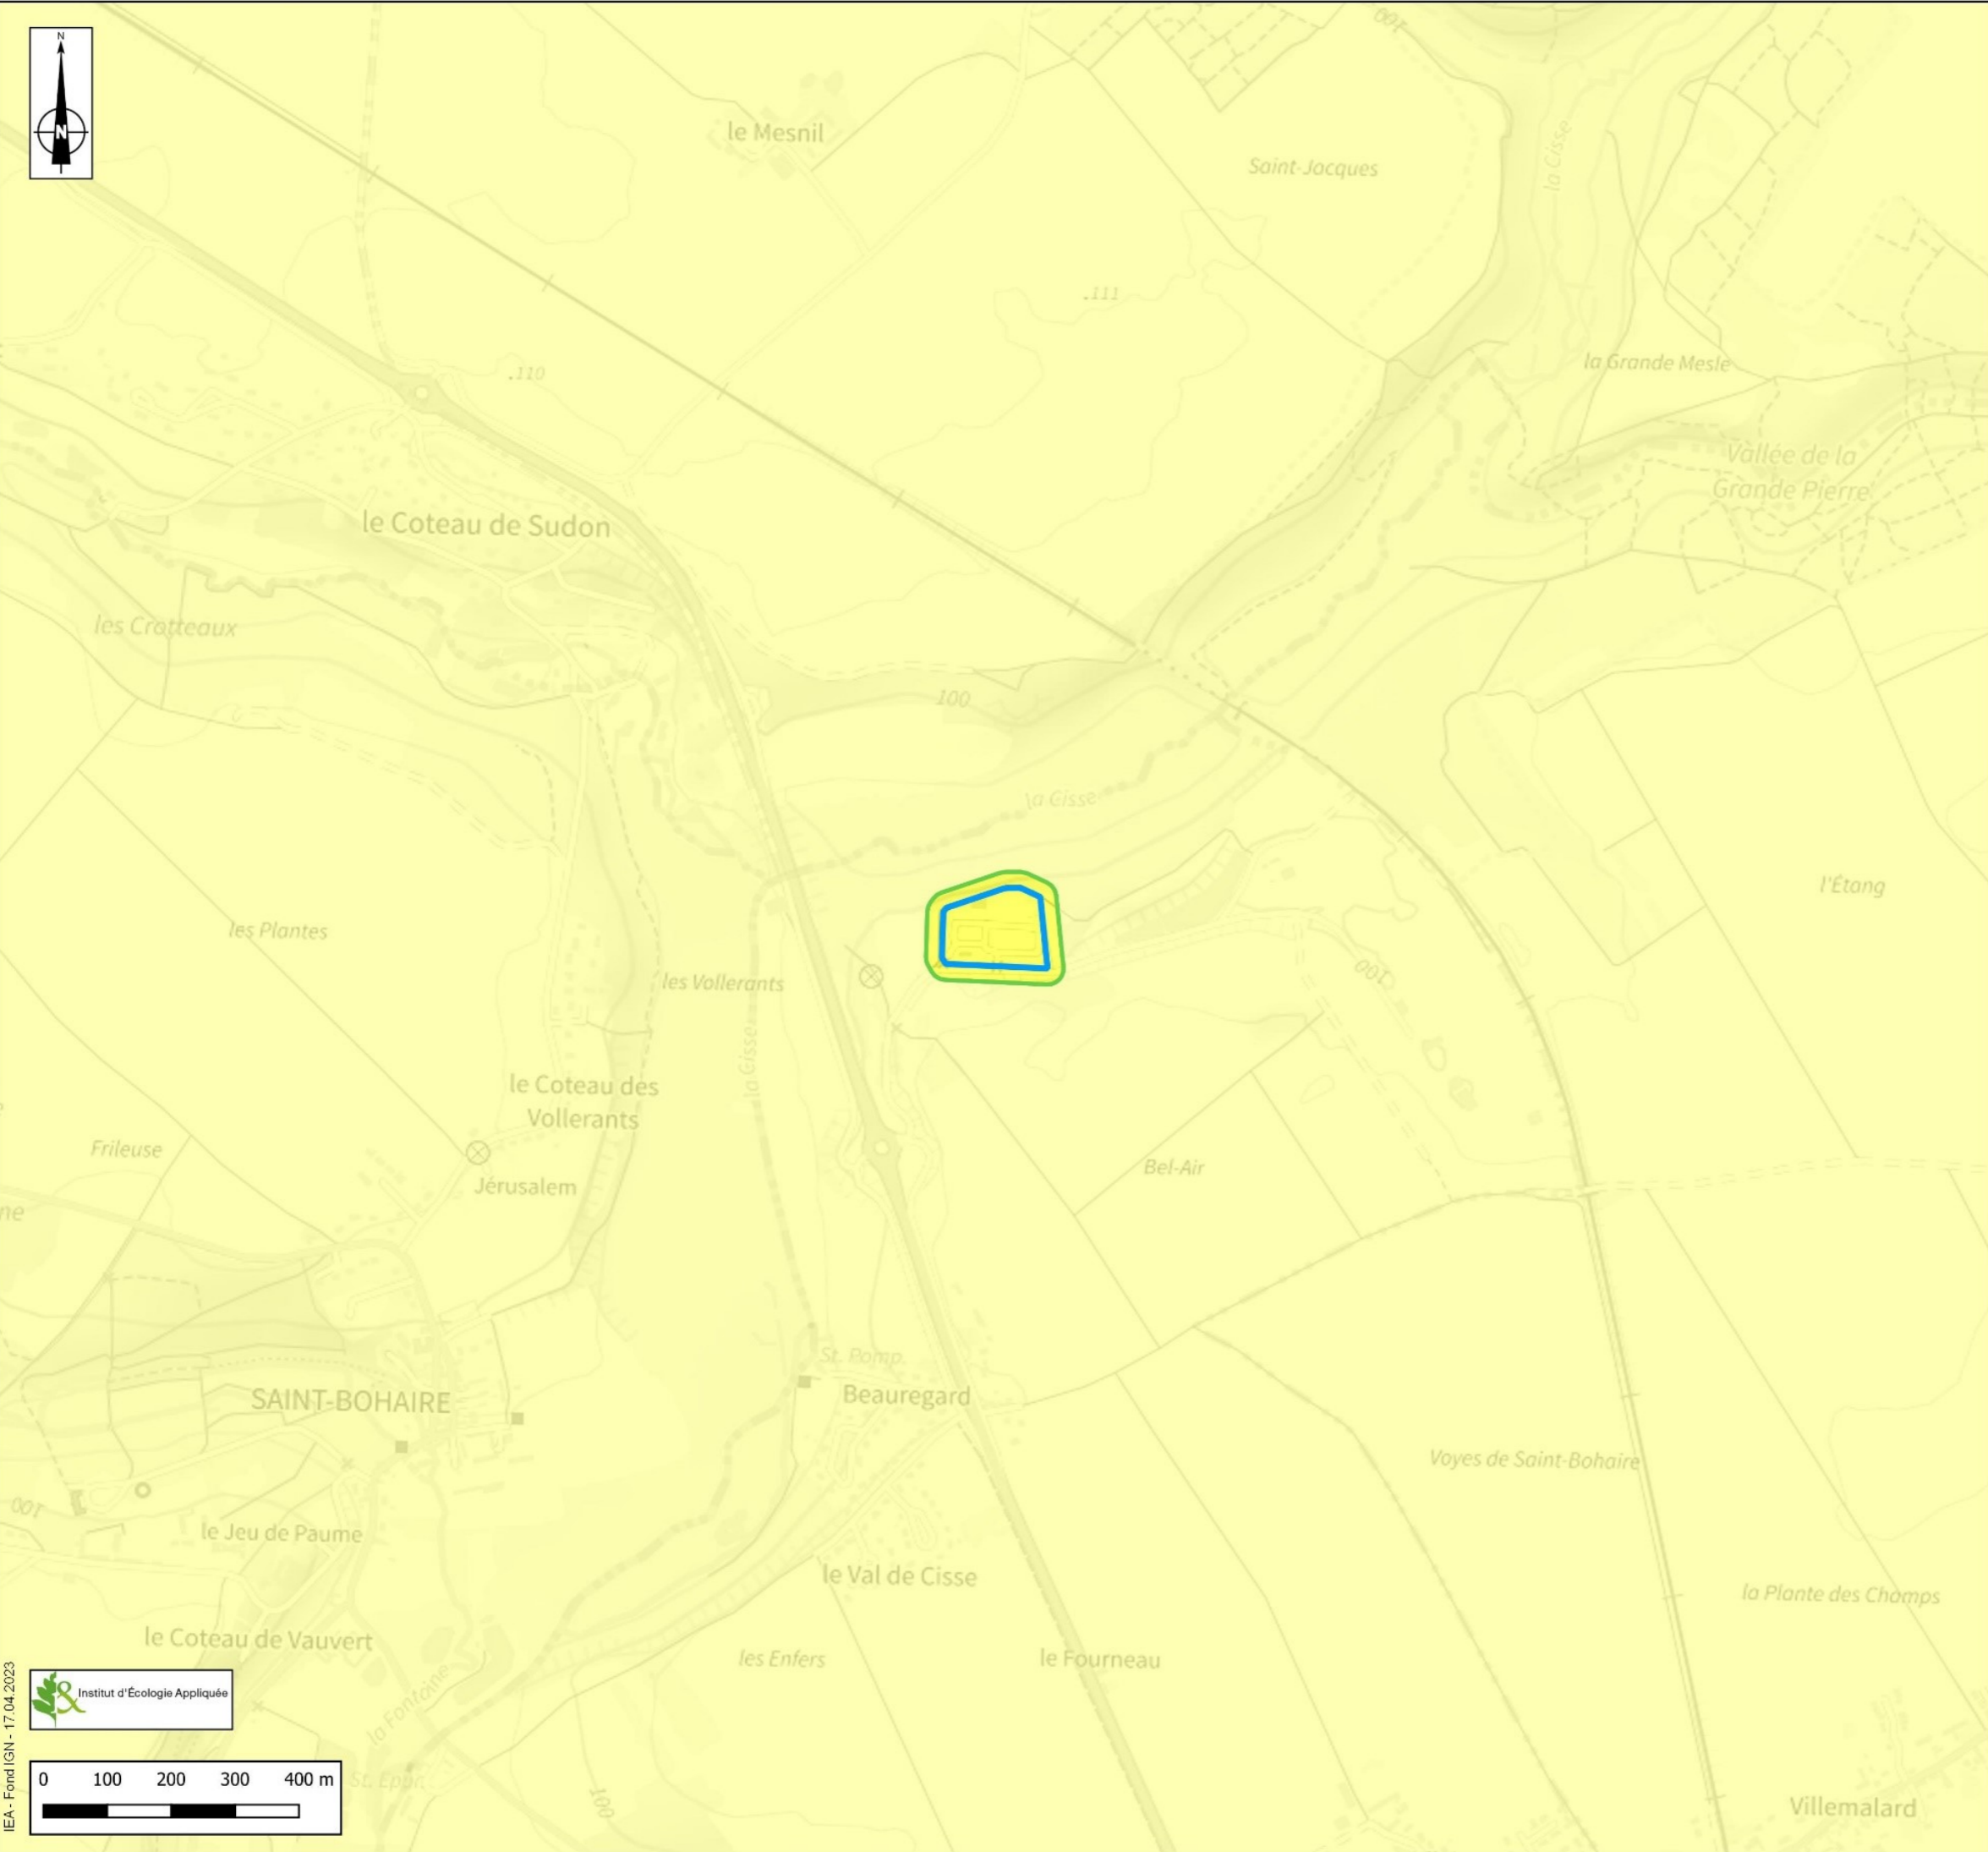 N
N
le Mesnil
Saint-Jacques
la Cisse
100
.111
.110
la Grande Mesle
Vallée de la
Grande Pierre
le Coteau de Sudon
les Crotteaux
100
la Cisse
l'Étang
les Plantes
les Vollerants
100
la Cisse
le Coteau des
Vollerants
Frileuse
Jérusalem
Bel-Air
ne
St. Pomp.
Beauregard
SAINT-BOHAIRE
Voyes de Saint-Bohaire
100
le Jeu de Paume
le Val de Cisse
la Plante des Champs
le Coteau de Vauvert
les Enfers
le Fourneau
la Fontaine
Institut d'Écologie Appliquée
IEA - Fond IGN - 17.04.2023
0 100 200 300 400 m
St. Epur.
100
Villemalard